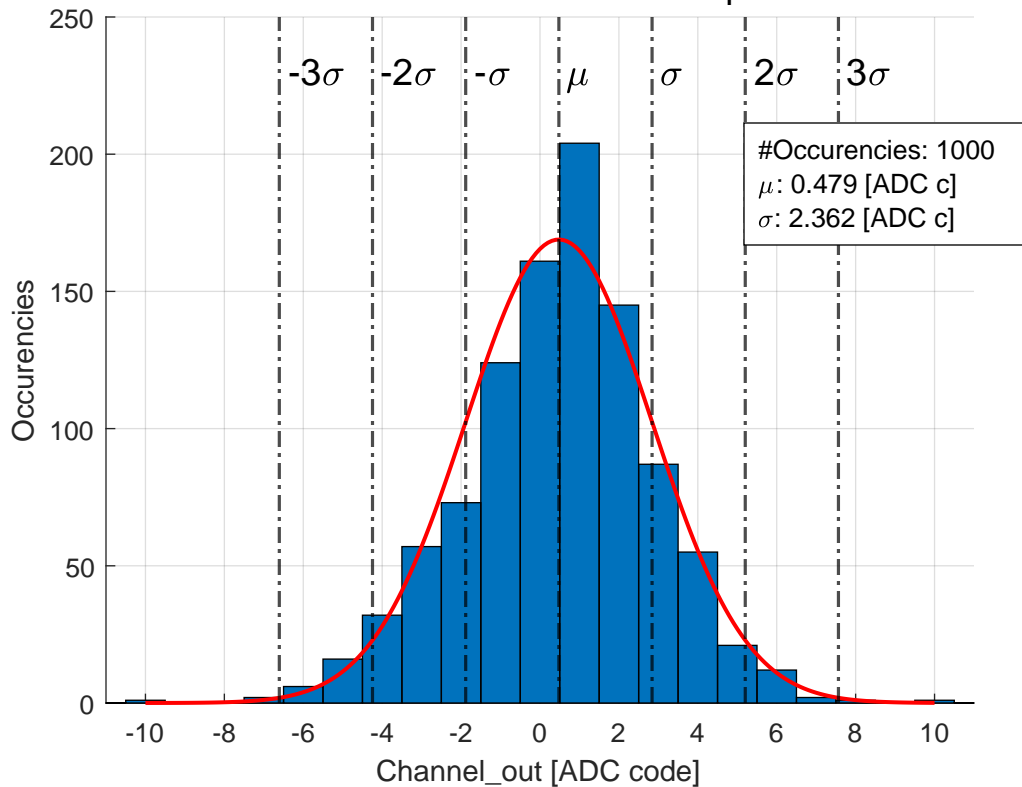 250
200
150
100
50
0
-3σ
-2σ
-σ
μ
σ
2σ
3σ
#Occurencies: 1000
μ: 0.479 [ADC c]
σ: 2.362 [ADC c]
Occurencies
-10 -8 -6 -4 -2 0 2 4 6 8 10
Channel_out [ADC code]